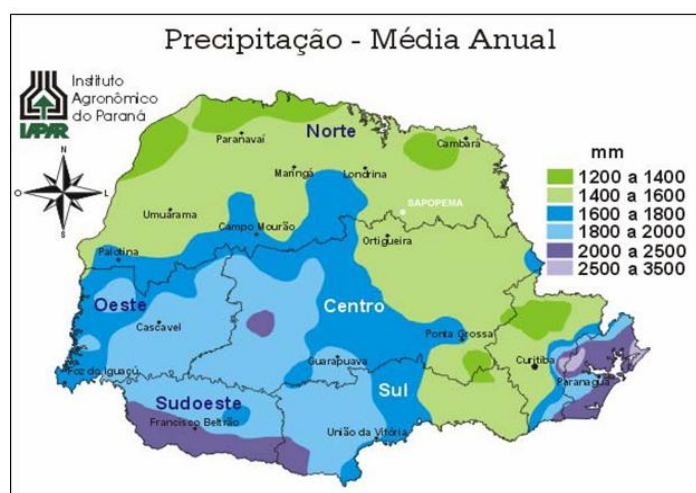 Precipitação - Média Anual
Instituto
Agronômico
do Paraná
IAPAR
N
O
L
S
Paranavaí
Norte
Cambará
Maringá
Londrina
mm
1200 a 1400
1400 a 1600
1600 a 1800
1800 a 2000
2000 a 2500
2500 a 3500
Umuarama
SAPOPEMA
Campo Mourão
Ortigueira
Palotina
Oeste
Centro
Cascavel
Ponta Grossa
Guarapuava
Curitiba
Foz do Iguaçú
Paranaguá
Sudoeste
Sul
Francisco Beltrão
União da Vitória